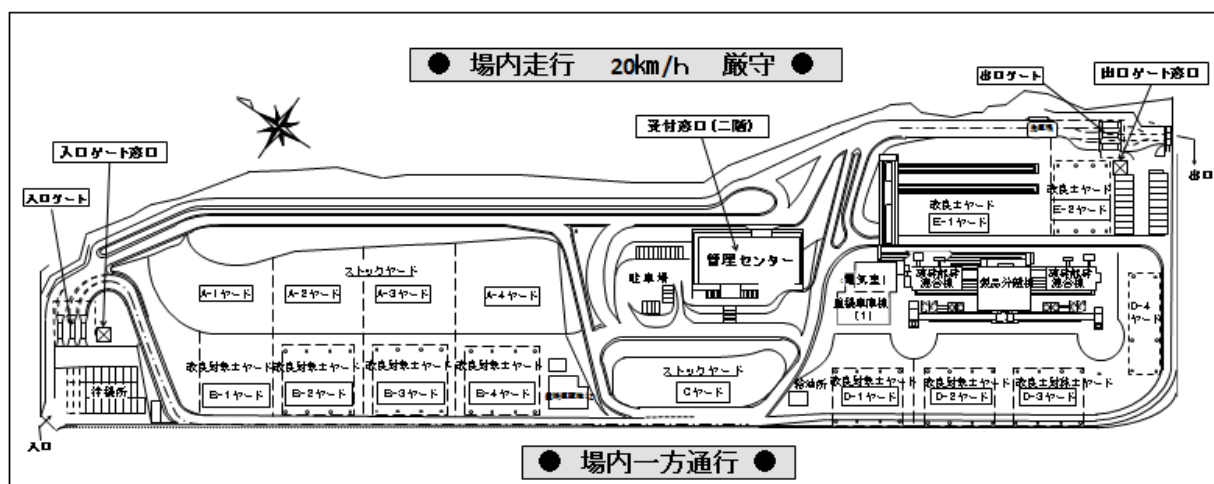 ● 場内走行 20km/h 厳守 ●
出口ゲート
出口ゲート窓口
受付窓口(二階)
入口ゲート窓口
入口ゲート
出口
改良土ヤード
E-1ヤード
改良土ヤード
E-2ヤード
管理センター
駐車場
ストックヤード
A-1ヤード
A-2ヤード
A-3ヤード
A-4ヤード
電気室1
重機車庫棟
(1)
製品分離棟
D-4
ヤード
改良対象土ヤード
B-1ヤード
改良対象土ヤード
B-2ヤード
改良対象土ヤード
B-3ヤード
改良対象土ヤード
B-4ヤード
ストックヤード
Cヤード
給油所
改良対象土ヤード
D-1ヤード
改良対象土ヤード
D-2ヤード
D-3ヤード
待機所
入口
● 場内一方通行 ●